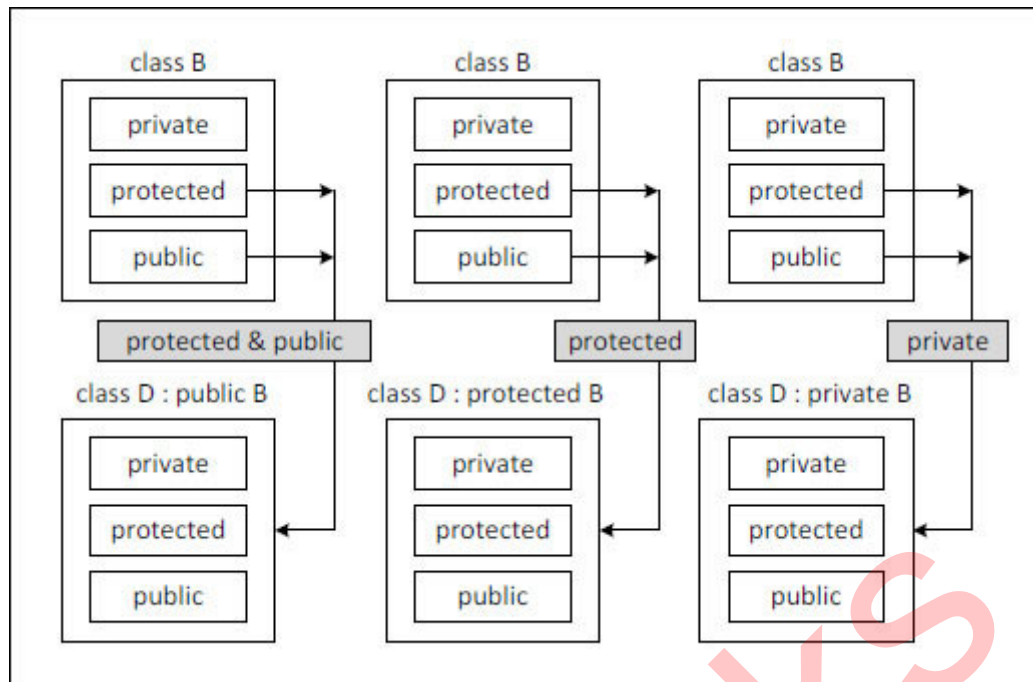 class B class B class B
private private private
protected protected protected
public public public
protected & public protected private
class D : public B class D : protected B class D : private B
private private private
protected protected protected
public public public